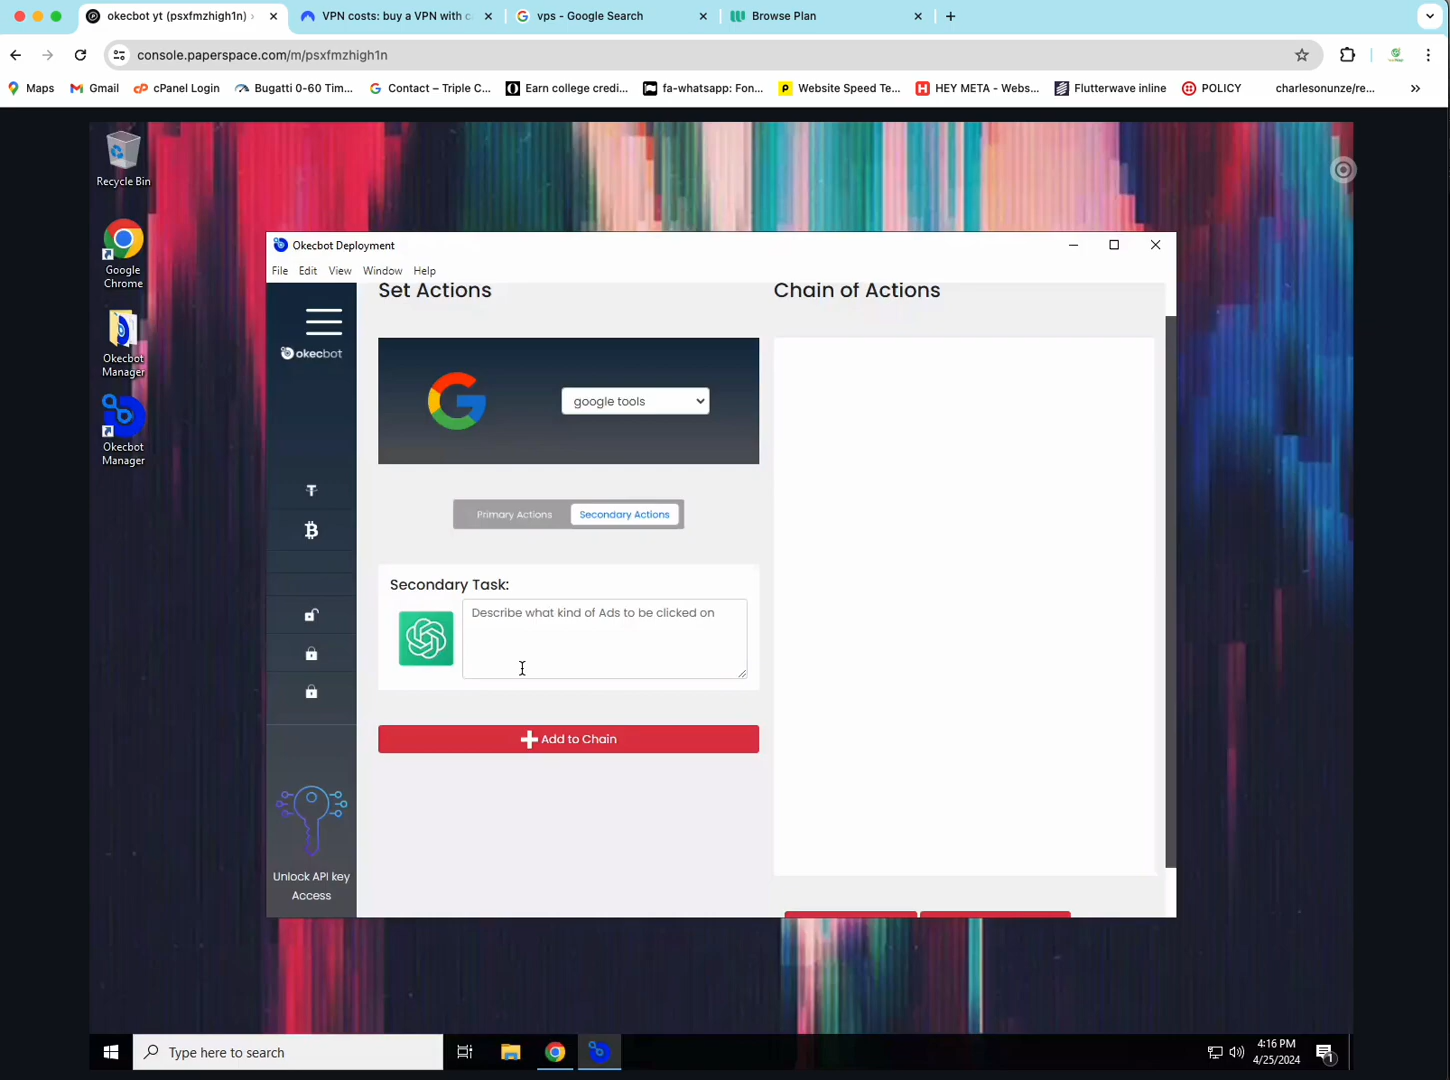 okecbot yt (psxfmzhigh1n)
VPN costs: buy a VPN with c
vps - Google Search
Browse Plan
console.paperspace.com/m/psxfmzhigh1n
Maps
Gmail
cPanel Login
Bugatti 0-60 Tim...
Contact – Triple C...
Earn college credi...
fa-whatsapp: Fon...
Website Speed Te...
HEY META - Webs...
Flutterwave inline
POLICY
charlesonunze/re...
Recycle Bin
Google
Chrome
Okecbot
Manager
Okecbot
Manager
Okecbot Deployment
File Edit View Window Help
okecbot
Unlock API key
Access
Set Actions
google tools
Primary Actions
Secondary Actions
Secondary Task:
Describe what kind of Ads to be clicked on
Add to Chain
Chain of Actions
Type here to search
4:16 PM
4/25/2024
1